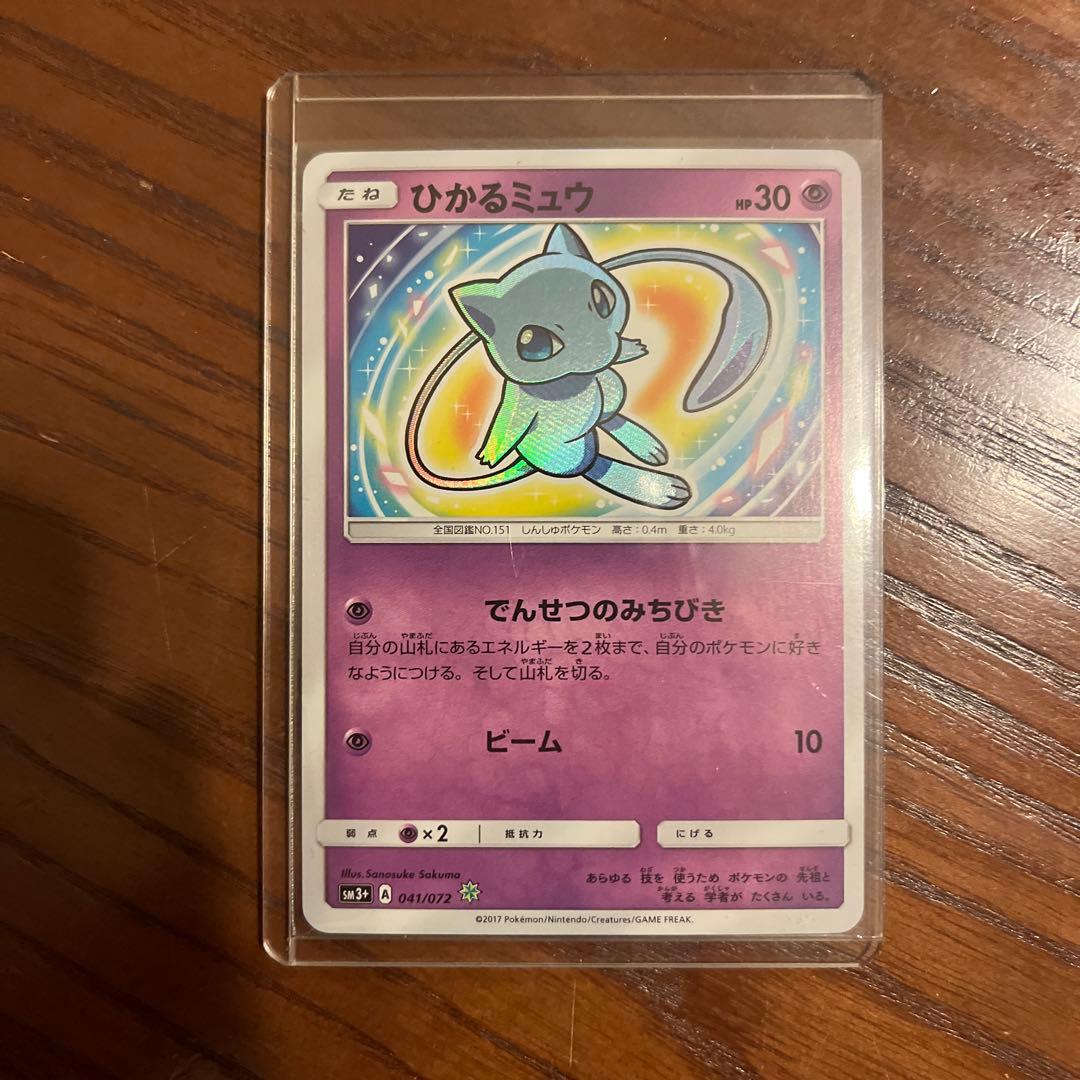 たね ひかるミュウ HP30
全国図鑑NO.151 しんしゅポケモン 高さ:0.4m 重さ:4.0kg
でんせつのみちびき
自分の山札にあるエネルギーを2枚まで、自分のポケモンに好き
なようにつける。そして山札を切る。
ビーム 10
弱点 ×2 抵抗力 にげる
Illus.Sanosuke Sakuma
あらゆる 技を 使うため ポケモンの 先祖と
考える 学者が たくさん いる。
SM3+ A 041/072
©2017 Pokémon/Nintendo/Creatures/GAME FREAK.